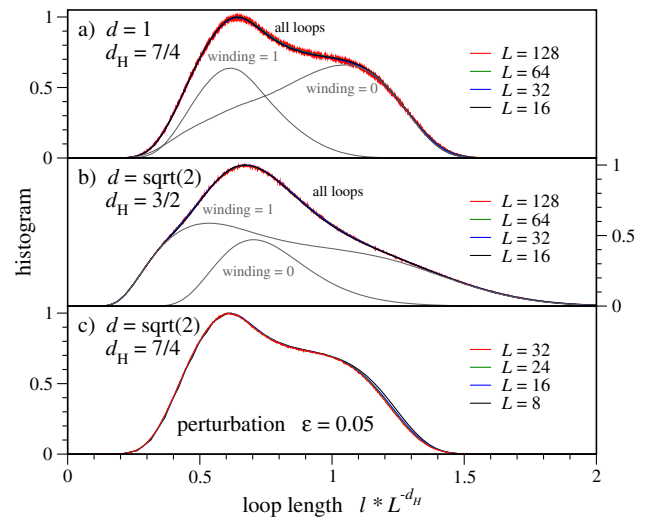 a) d = 1
d_H = 7/4
all loops
winding = 1
winding = 0
L = 128
L = 64
L = 32
L = 16
1
0.5
0
b) d = sqrt(2)
d_H = 3/2
all loops
winding = 1
winding = 0
L = 128
L = 64
L = 32
L = 16
1
0.5
0
histogram
c) d = sqrt(2)
d_H = 7/4
L = 32
L = 24
L = 16
L = 8
perturbation ε = 0.05
1
0.5
0
0 0.5 1 1.5 2
loop length l * L^{-d_H}